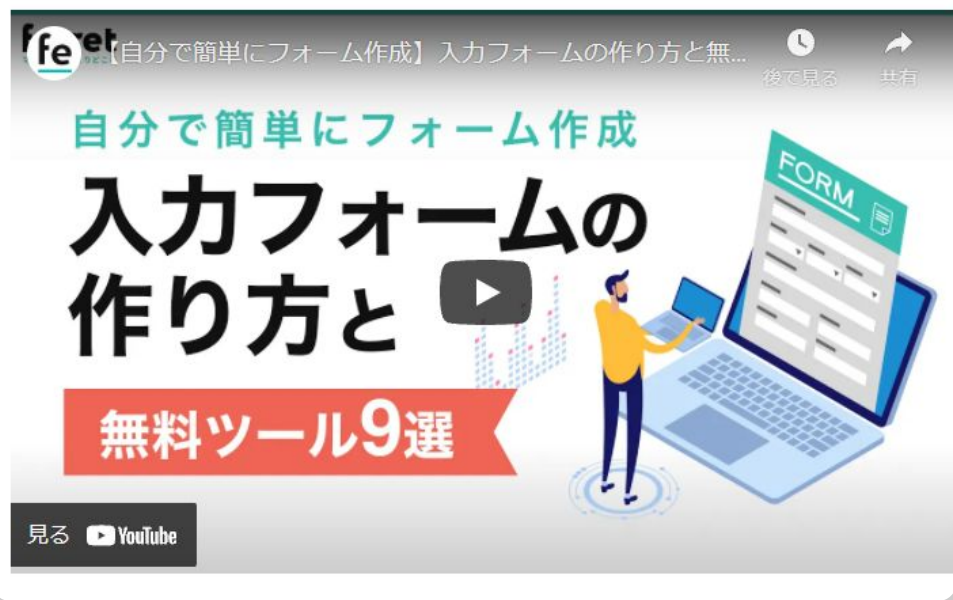 fe
【自分で簡単にフォーム作成】入力フォームの作り方と無...
後で見る
共有
自分で簡単にフォーム作成
入力フォームの
作り方と
無料ツール9選
FORM
見る YouTube